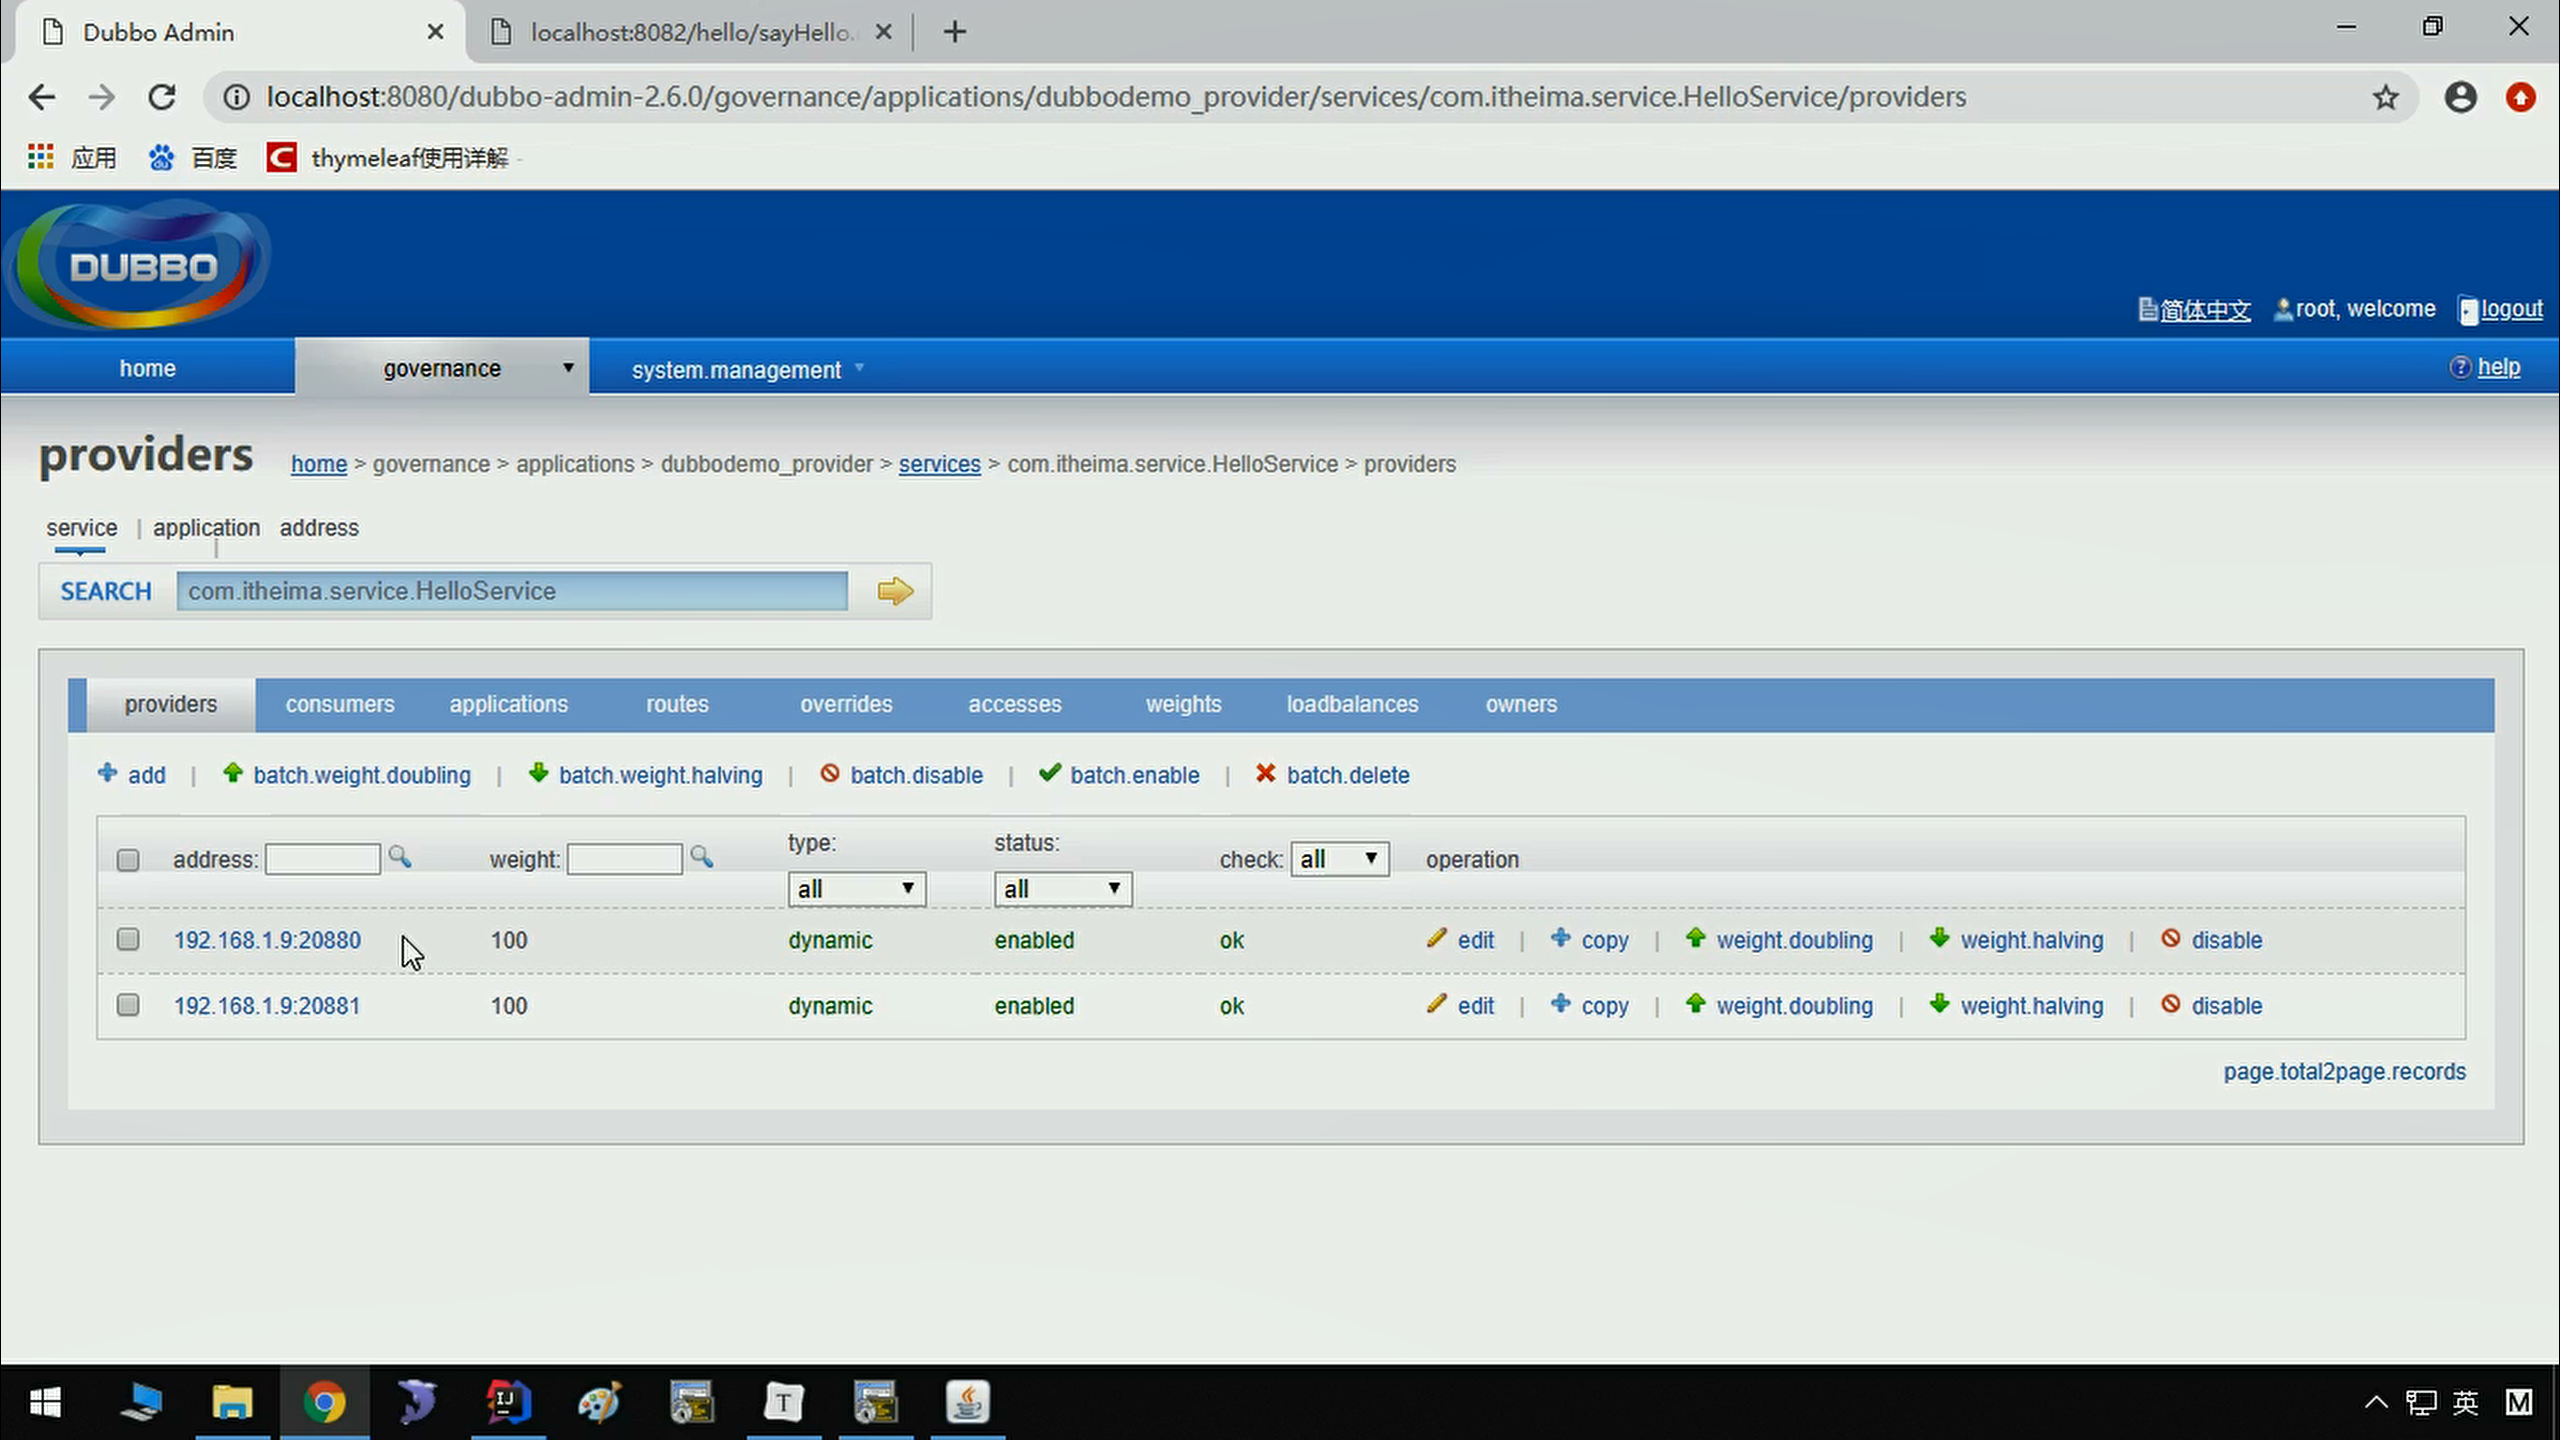 Dubbo Admin
localhost:8082/hello/sayHello.
localhost:8080/dubbo-admin-2.6.0/governance/applications/dubbodemo_provider/services/com.itheima.service.HelloService/providers
应用 百度 C thymeleaf使用详解 -
DUBBO
简体中文 root, welcome logout
home governance system.management help
providers home > governance > applications > dubbodemo_provider > services > com.itheima.service.HelloService > providers
service | application | address
SEARCH com.itheima.service.HelloService
providers consumers applications routes overrides accesses weights loadbalances owners
add | batch.weight.doubling | batch.weight.halving | batch.disable | batch.enable | batch.delete
address: weight: type: all status: all check: all operation
192.168.1.9:20880 100 dynamic enabled ok edit | copy | weight.doubling | weight.halving | disable
192.168.1.9:20881 100 dynamic enabled ok edit | copy | weight.doubling | weight.halving | disable
page.total2page.records
IJ T 英 M